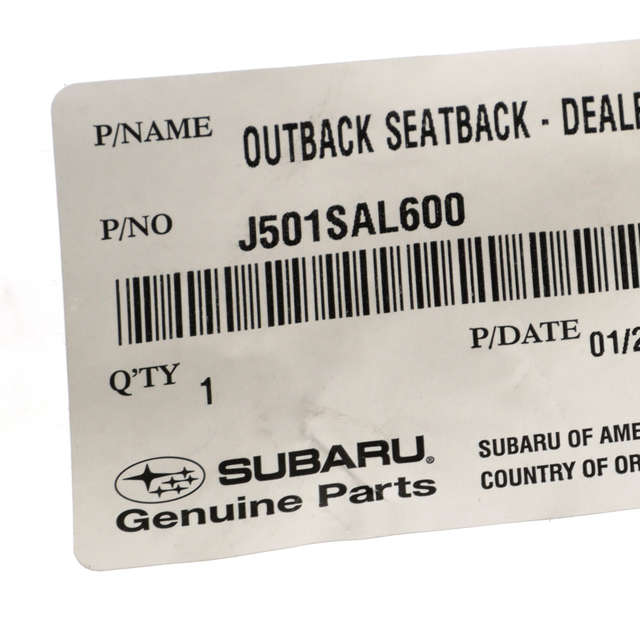 P/NAME OUTBACK SEATBACK - DEALE
P/NO J501SAL600
P/DATE 01/2
Q'TY 1
SUBARU®
Genuine Parts
SUBARU OF AME
COUNTRY OF OR